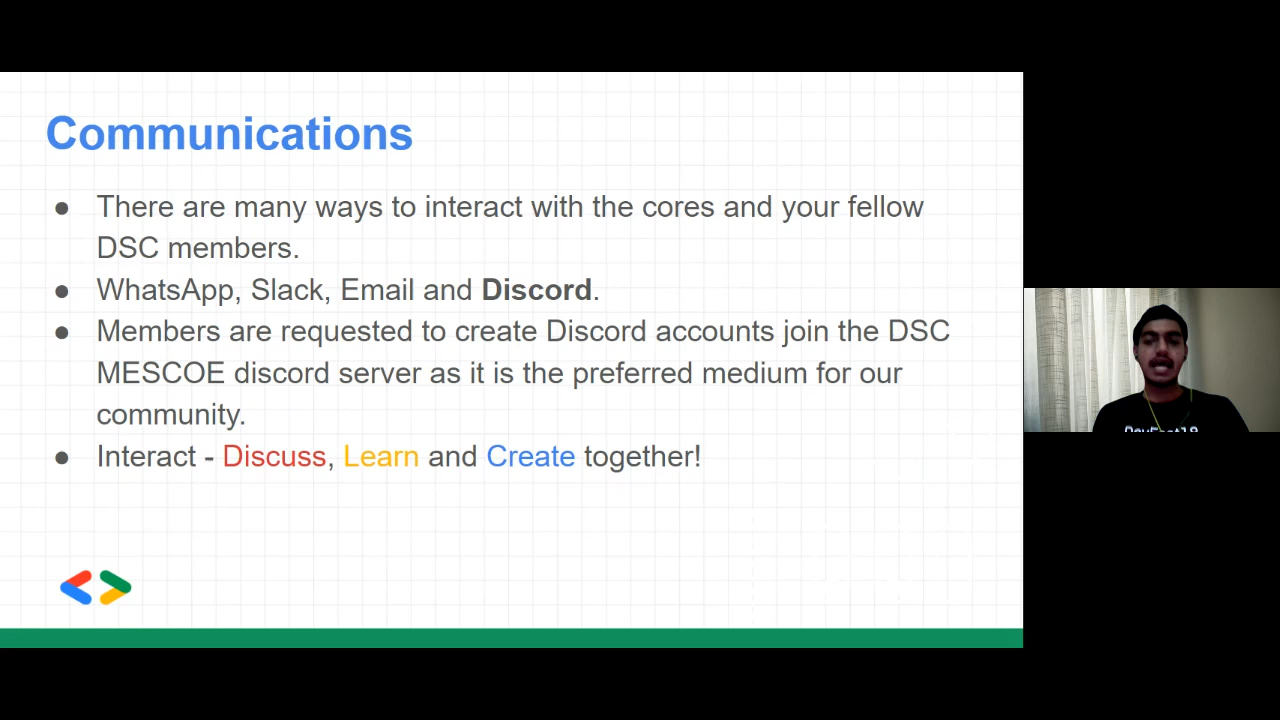 Communications
● There are many ways to interact with the cores and your fellow
DSC members.
● WhatsApp, Slack, Email and Discord.
● Members are requested to create Discord accounts join the DSC
MESCOE discord server as it is the preferred medium for our
community.
● Interact - Discuss, Learn and Create together!